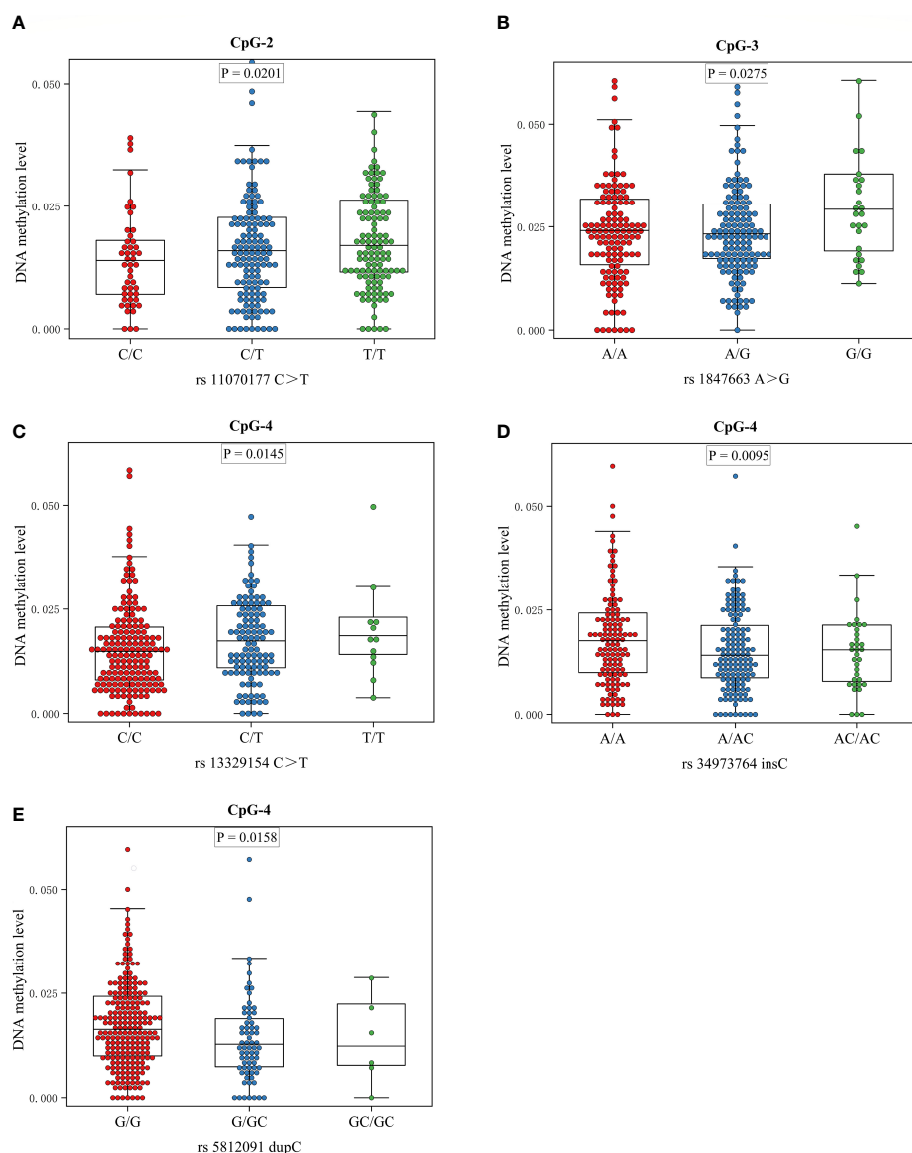 A
CpG-2
P = 0.0201
DNA methylation level
0. 050
0. 025
0. 000
C/C C/T T/T
rs 11070177 C>T
B
CpG-3
P = 0.0275
DNA methylation level
0. 050
0. 025
0. 000
A/A A/G G/G
rs 1847663 A>G
C
CpG-4
P = 0.0145
DNA methylation level
0. 050
0. 025
0. 000
C/C C/T T/T
rs 13329154 C>T
D
CpG-4
P = 0.0095
DNA methylation level
0. 050
0. 025
0. 000
A/A A/AC AC/AC
rs 34973764 insC
E
CpG-4
P = 0.0158
DNA methylation level
0. 050
0. 025
0. 000
G/G G/GC GC/GC
rs 5812091 dupC